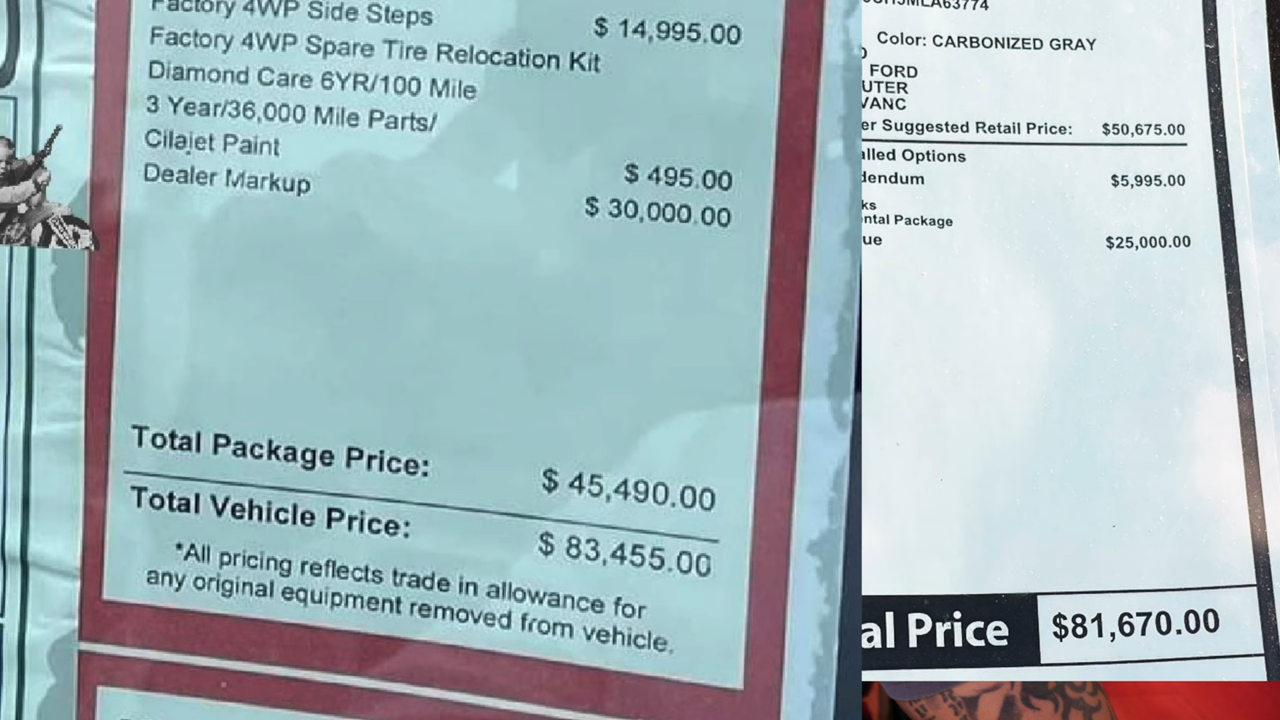 Factory 4WP Side Steps
$ 14,995.00
Factory 4WP Spare Tire Relocation Kit
Diamond Care 6YR/100 Mile
3 Year/36,000 Mile Parts/
Cilajet Paint
$ 495.00
Dealer Markup
$ 30,000.00
Total Package Price:
$ 45,490.00
Total Vehicle Price:
$ 83,455.00
*All pricing reflects trade in allowance for
any original equipment removed from vehicle.
Color: CARBONIZED GRAY
FORD
UTER
VANC
er Suggested Retail Price: $50,675.00
alled Options
dendum $5,995.00
ks
ntal Package
ue $25,000.00
al Price $81,670.00